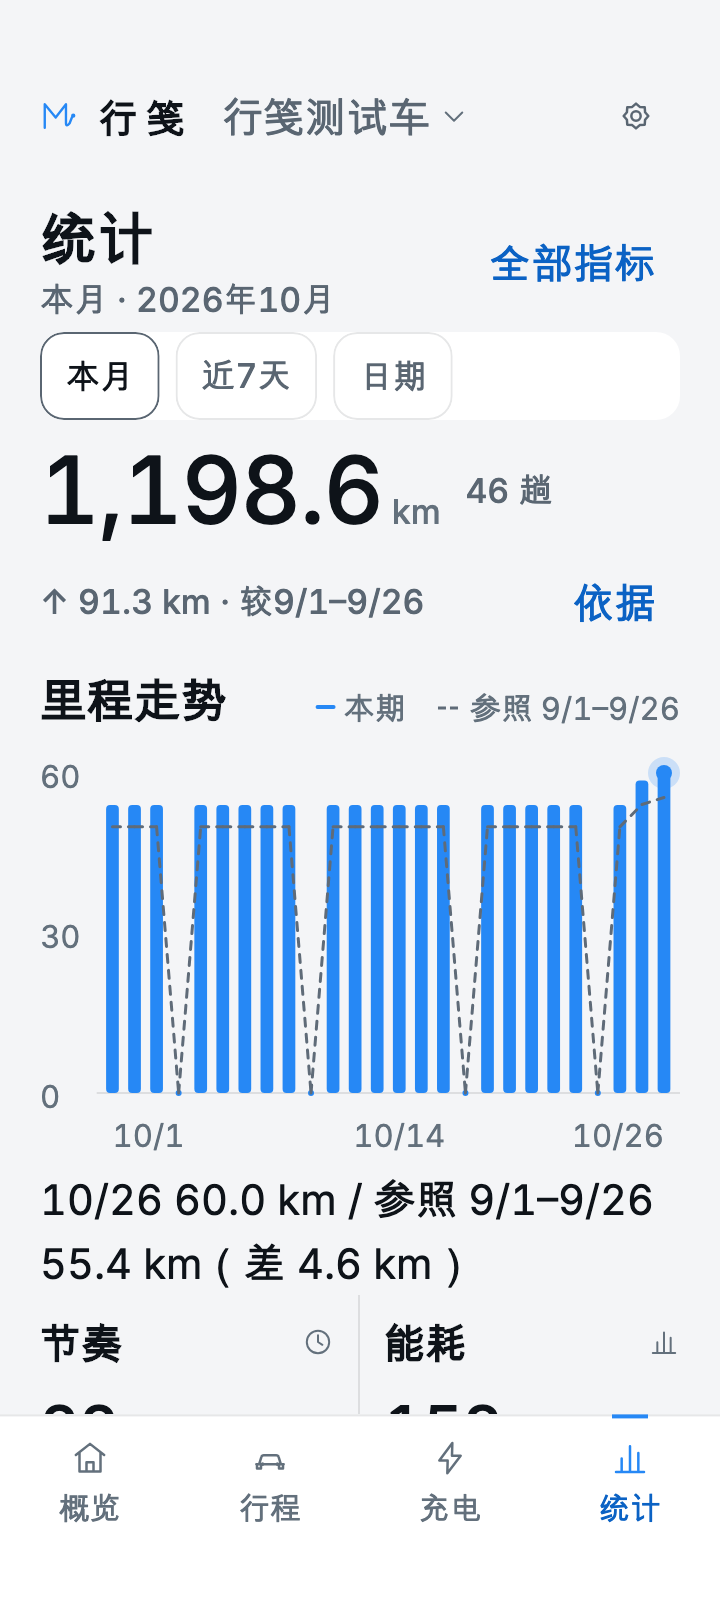 行笺 行笺测试车
统计
全部指标
本月 · 2026年10月
本月 近7天 日期
1,198.6 km 46 趟
↑ 91.3 km · 较9/1–9/26 依据
里程走势 本期 -- 参照 9/1–9/26
60
30
0
10/1 10/14 10/26
10/26 60.0 km / 参照 9/1–9/26
55.4 km ( 差 4.6 km )
节奏 能耗
概览 行程 充电 统计